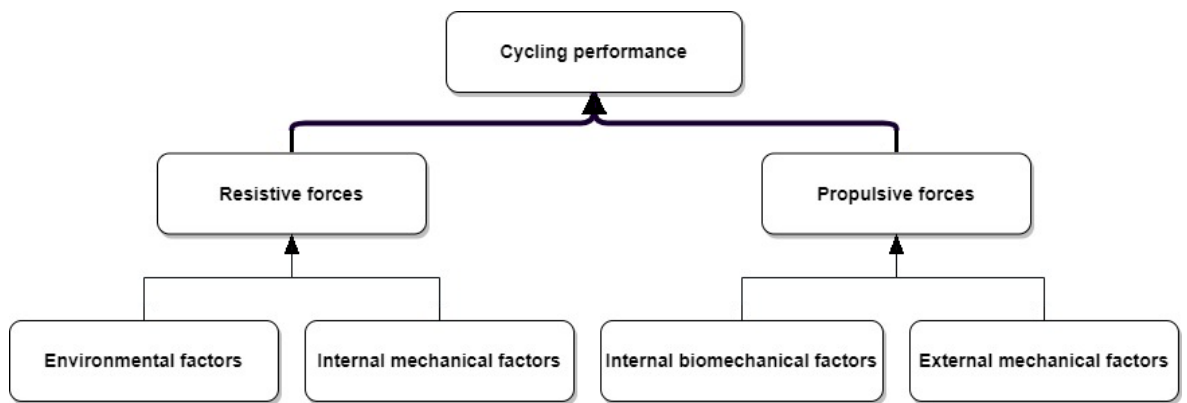 Cycling performance
Resistive forces
Propulsive forces
Environmental factors
Internal mechanical factors
Internal biomechanical factors
External mechanical factors